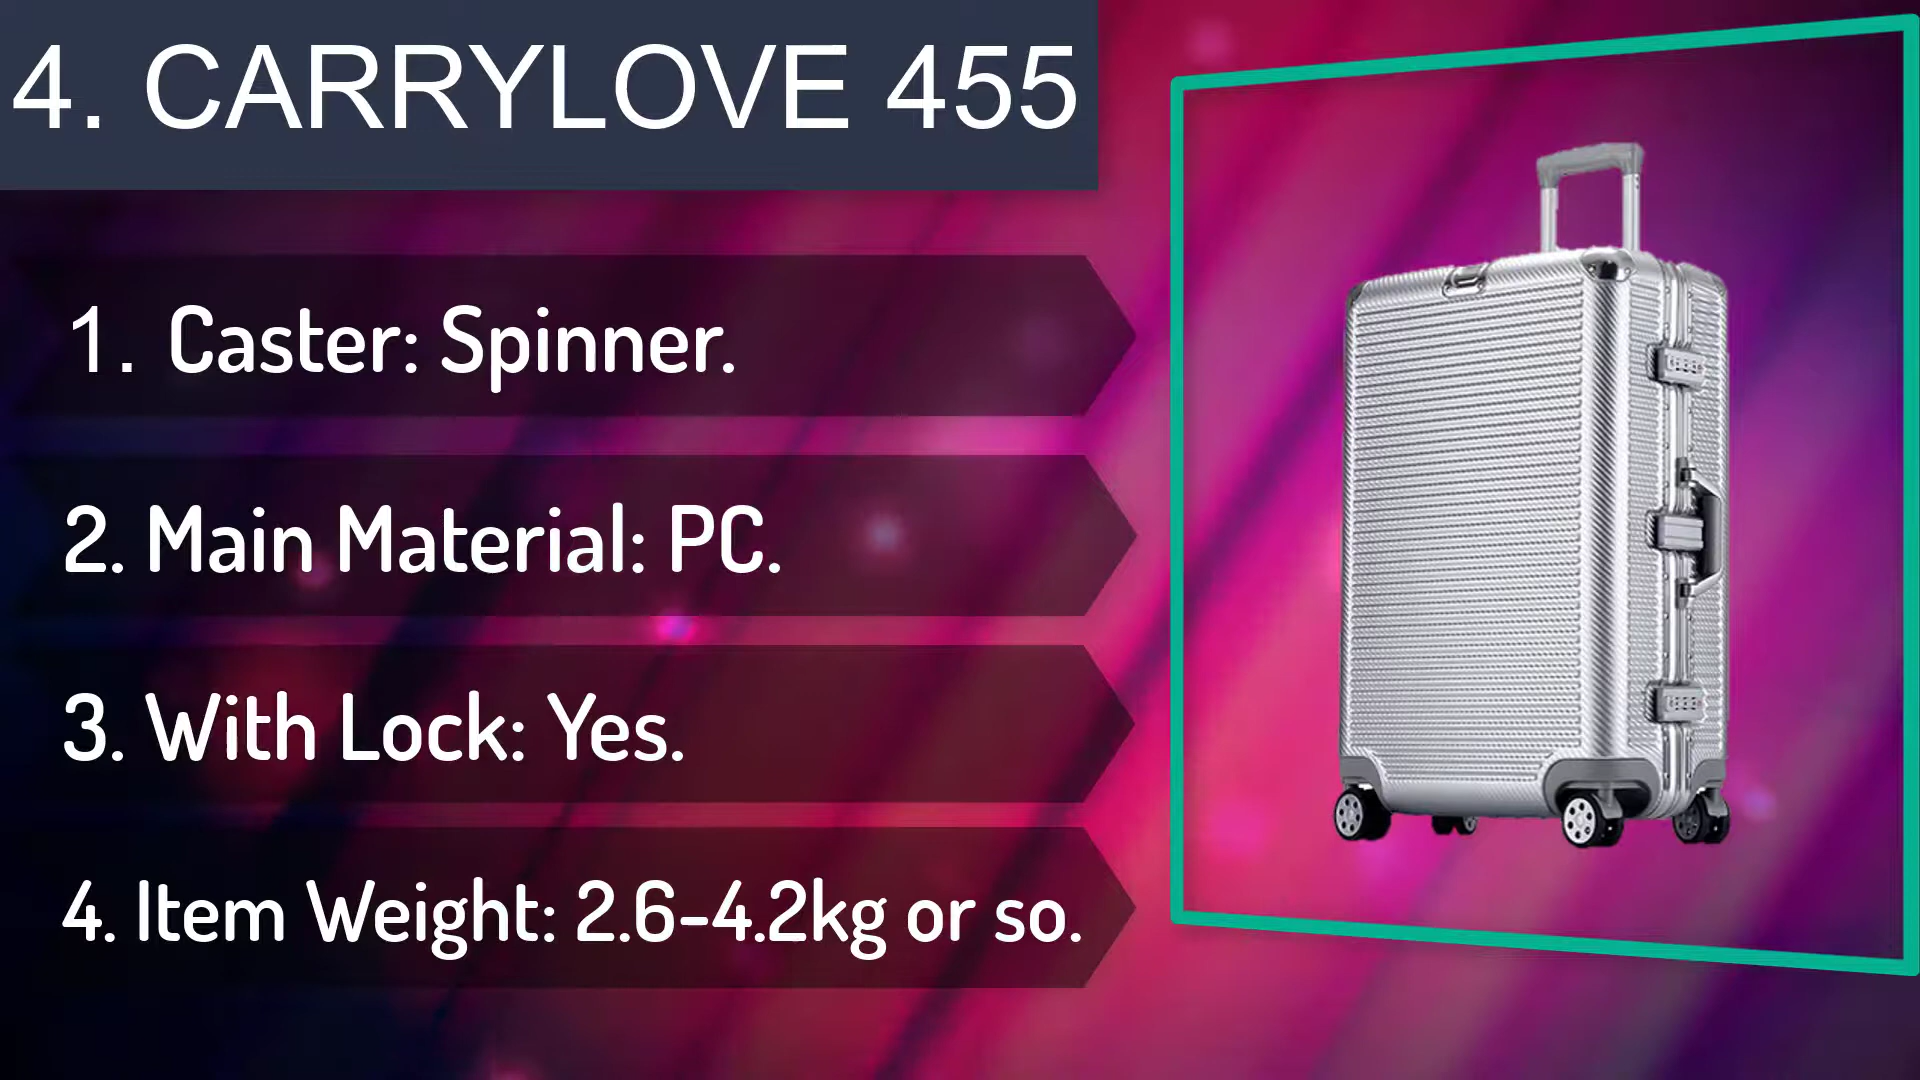 4. CARRYLOVE 455
1. Caster: Spinner.
2. Main Material: PC.
3. With Lock: Yes.
4. Item Weight: 2.6-4.2kg or so.